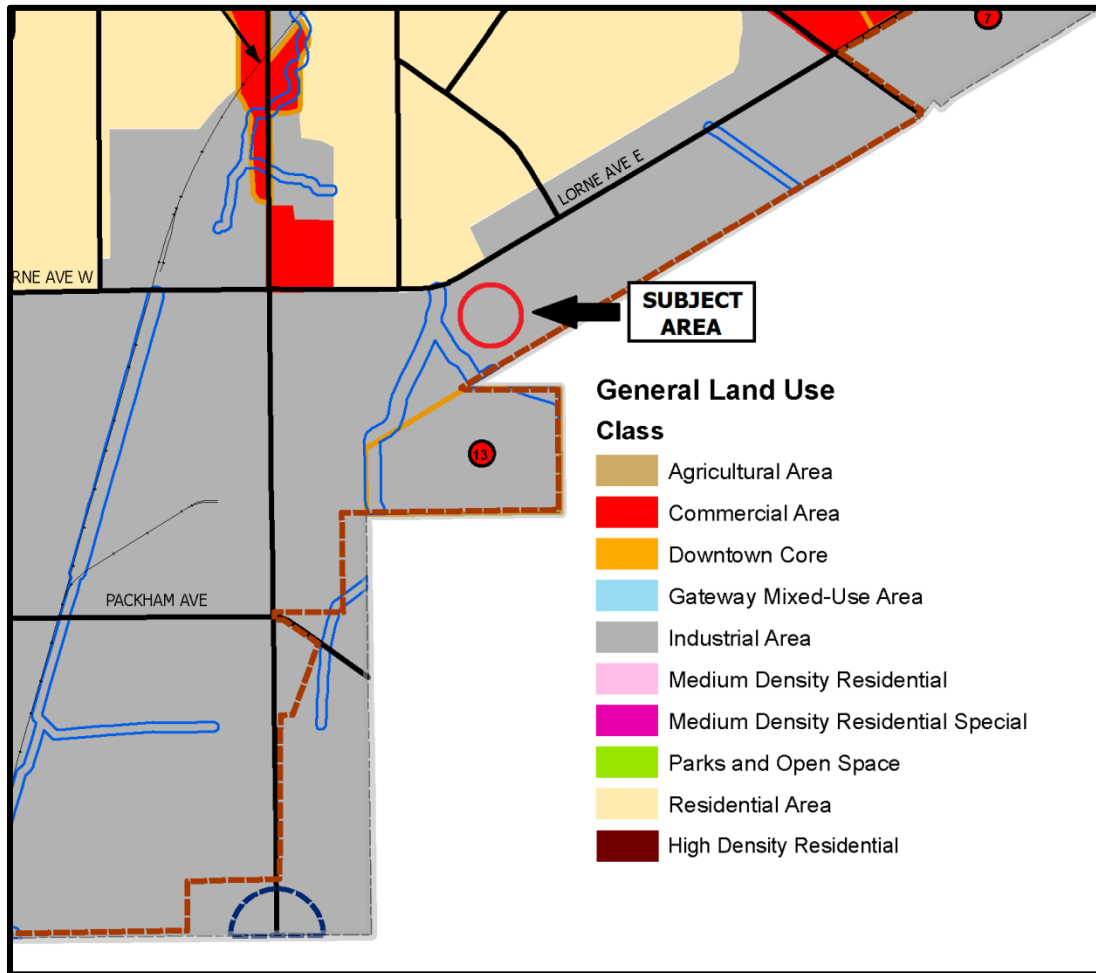 7
LORNE AVE E
RNE AVE W
SUBJECT
AREA
General Land Use
Class
13
Agricultural Area
Commercial Area
Downtown Core
Gateway Mixed-Use Area
PACKHAM AVE
Industrial Area
Medium Density Residential
Medium Density Residential Special
Parks and Open Space
Residential Area
High Density Residential